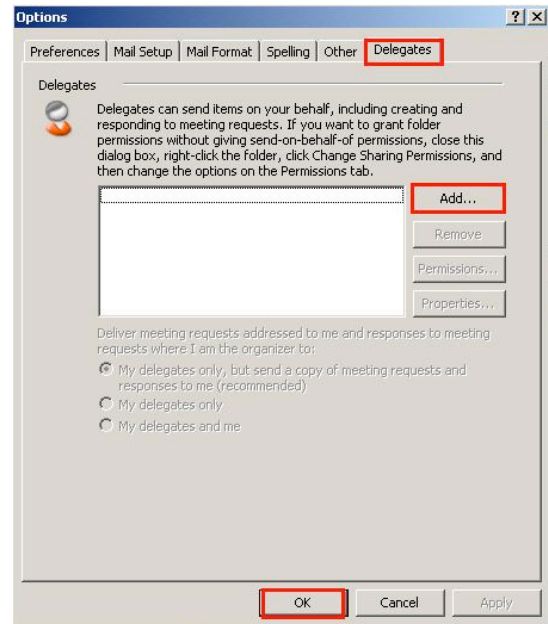 Options
Preferences Mail Setup Mail Format Spelling Other Delegates
Delegates
Delegates can send items on your behalf, including creating and
responding to meeting requests. If you want to grant folder
permissions without giving send-on-behalf-of permissions, close this
dialog box, right-click the folder, click Change Sharing Permissions, and
then change the options on the Permissions tab.
Add...
Remove
Permissions...
Properties...
Deliver meeting requests addressed to me and responses to meeting
requests where I am the organizer to:
My delegates only, but send a copy of meeting requests and
responses to me (recommended)
My delegates only
My delegates and me
OK Cancel Apply